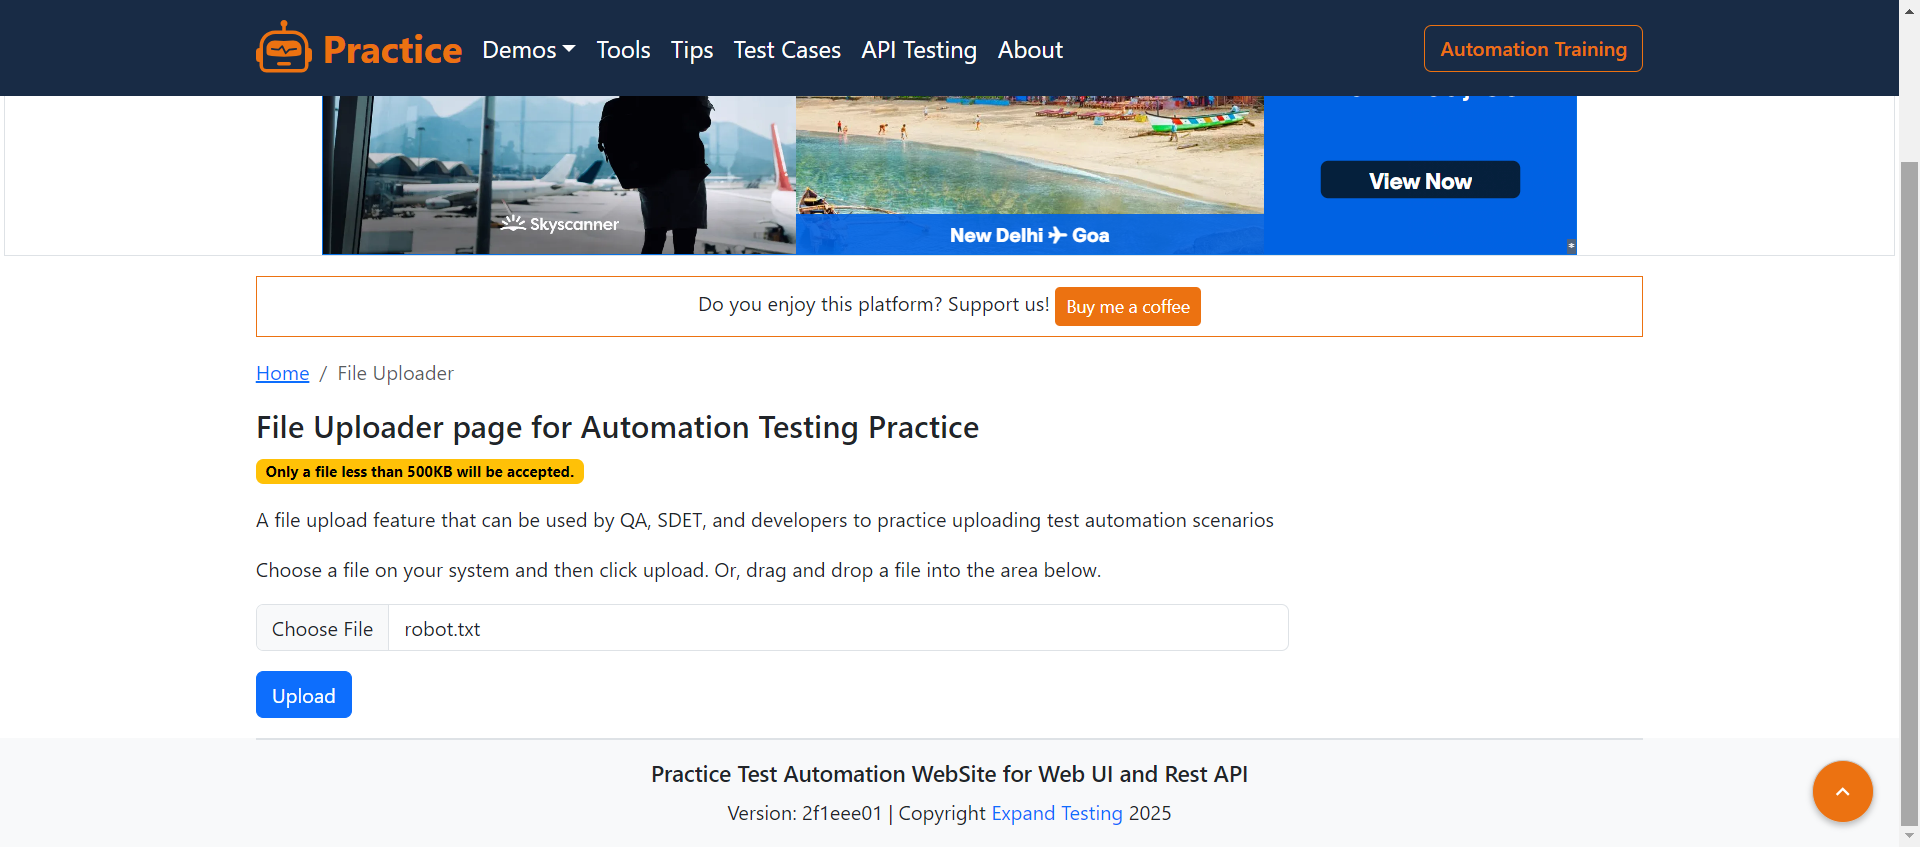 Practice Demos Tools Tips Test Cases API Testing About Automation Training
View Now
Skyscanner
New Delhi ✈ Goa
Do you enjoy this platform? Support us! Buy me a coffee
Home / File Uploader
File Uploader page for Automation Testing Practice
Only a file less than 500KB will be accepted.
A file upload feature that can be used by QA, SDET, and developers to practice uploading test automation scenarios
Choose a file on your system and then click upload. Or, drag and drop a file into the area below.
Choose File robot.txt
Upload
Practice Test Automation WebSite for Web UI and Rest API
Version: 2f1eee01 | Copyright Expand Testing 2025